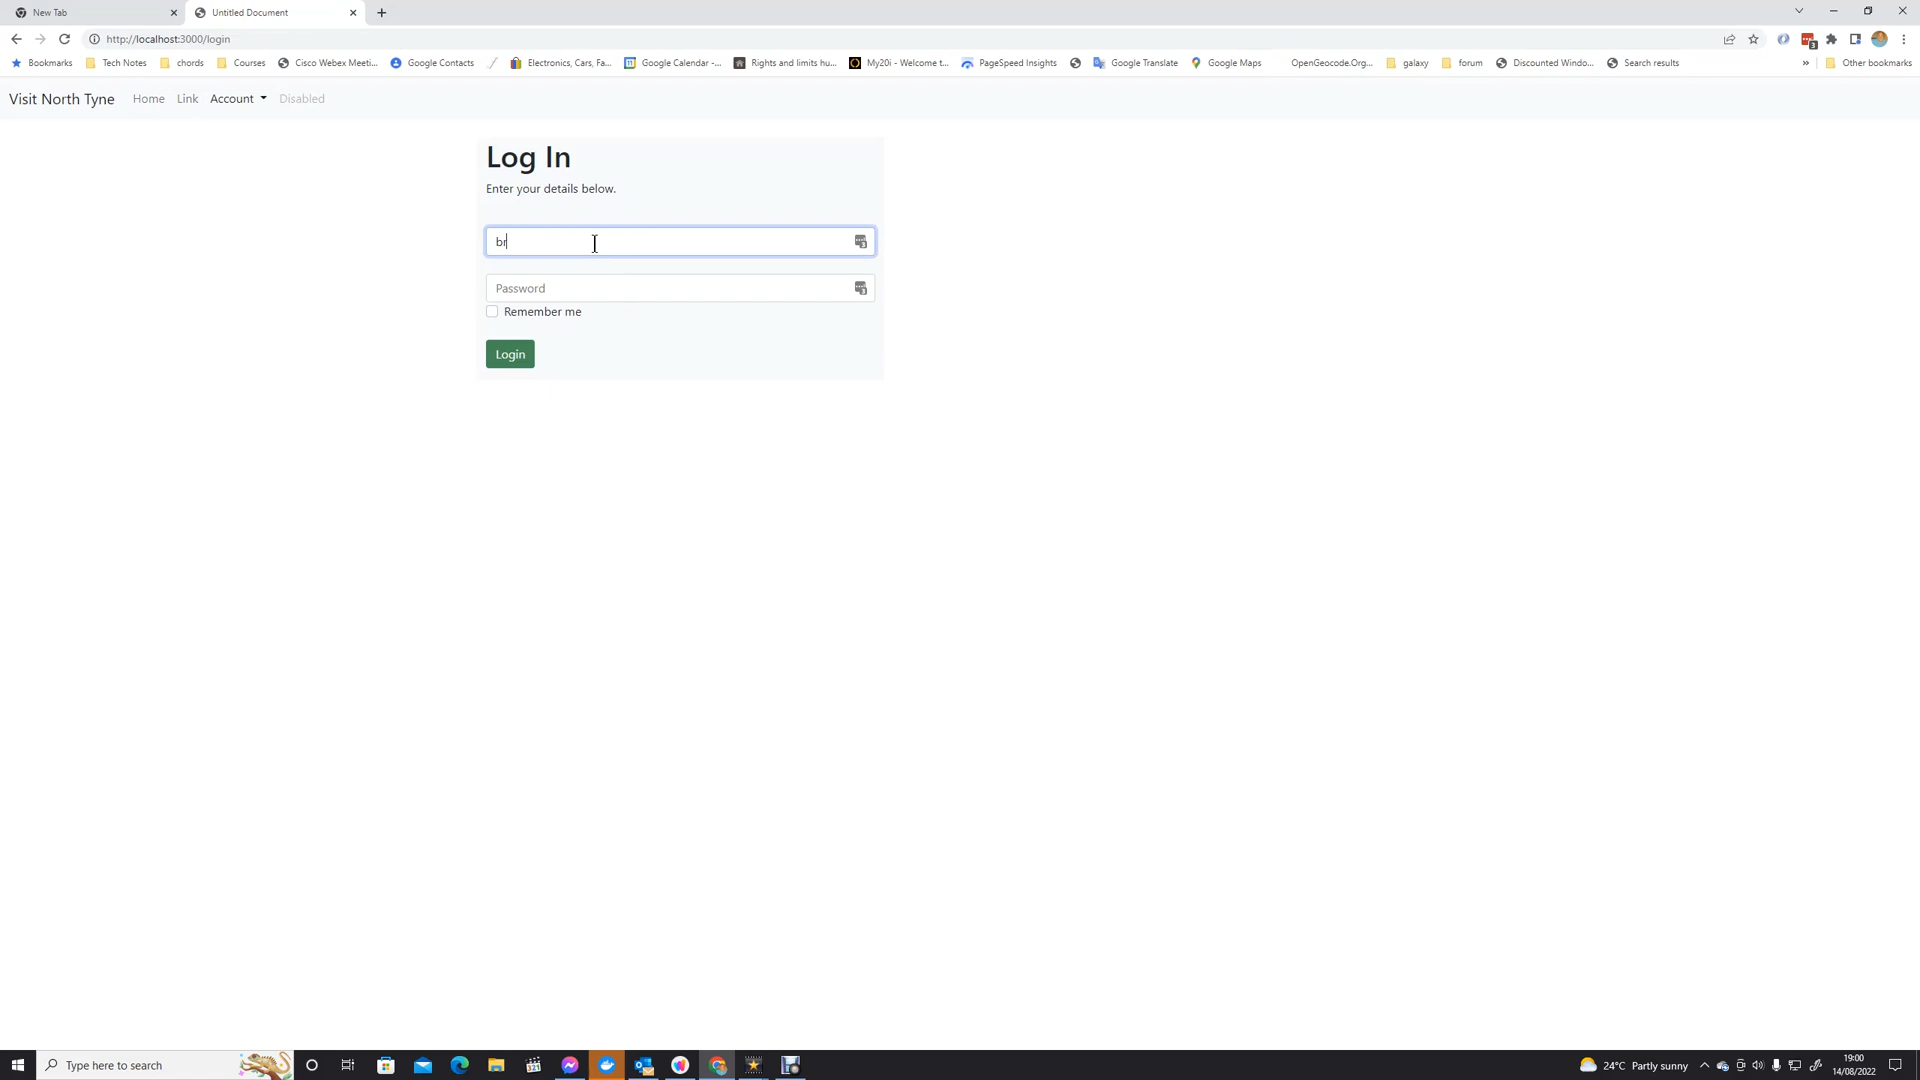 New Tab
Untitled Document
http://localhost:3000/login
3
Bookmarks
Tech Notes
chords
Courses
Cisco Webex Meeti...
Google Contacts
Electronics, Cars, Fa...
Google Calendar -...
Rights and limits hu...
My20i - Welcome t...
PageSpeed Insights
Google Translate
Google Maps
OpenGeocode.Org...
galaxy
forum
Discounted Windo...
Search results
»
Other bookmarks
Visit North Tyne
Home
Link
Account
Disabled
Log In
Enter your details below.
br
Password
Remember me
Login
Type here to search
24°C Partly sunny
19:00
14/08/2022